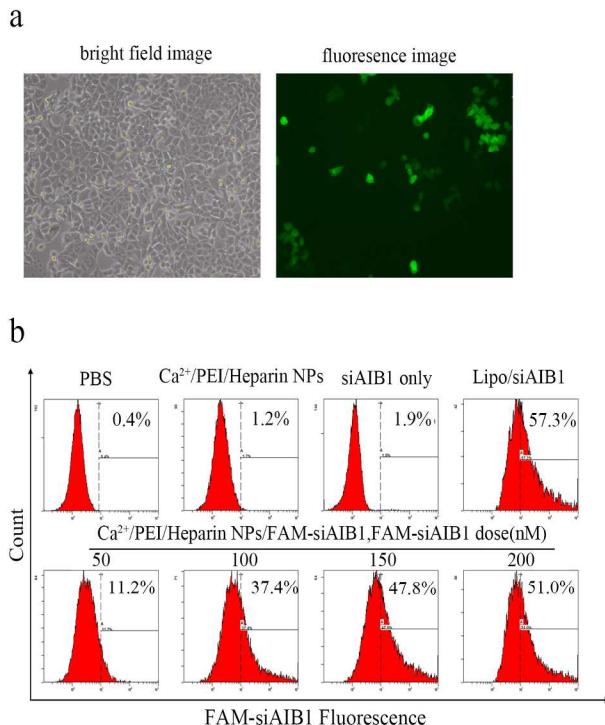 a
bright field image fluoresence image
b
PBS Ca²⁺/PEI/Heparin NPs siAIB1 only Lipo/siAIB1
0.4% 1.2% 1.9% 57.3%
Ca²⁺/PEI/Heparin NPs/FAM-siAIB1,FAM-siAIB1 dose(nM)
50 100 150 200
11.2% 37.4% 47.8% 51.0%
Count
FAM-siAIB1 Fluorescence